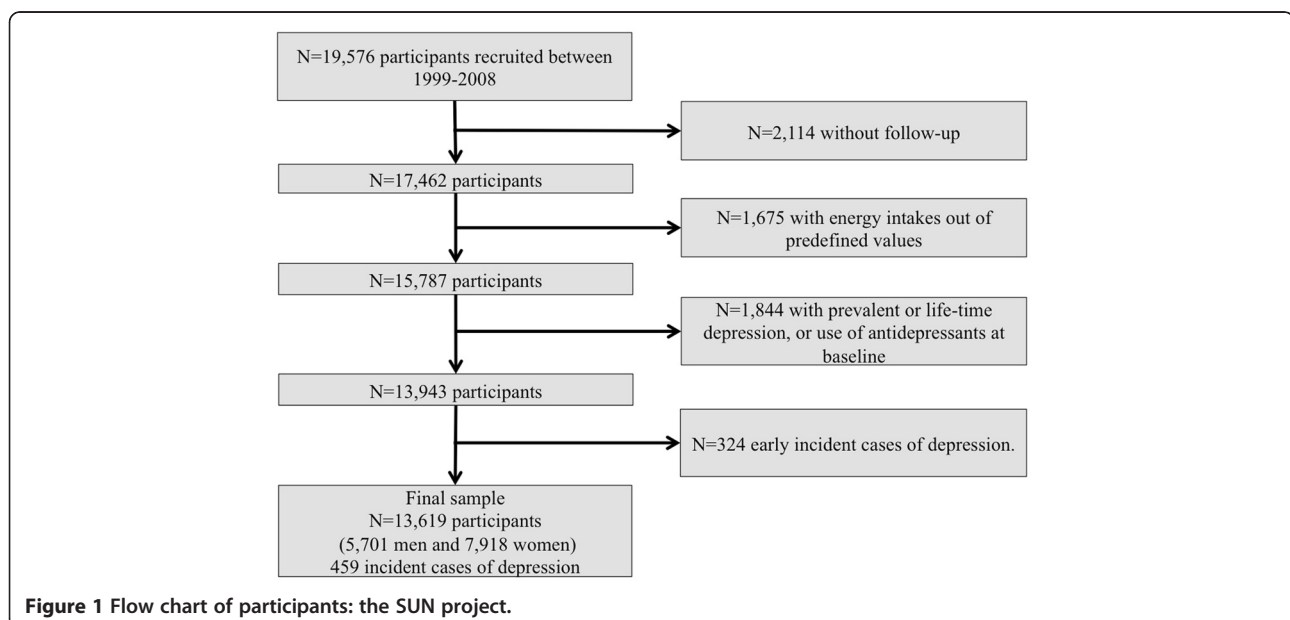 N=19,576 participants recruited between
1999-2008
N=2,114 without follow-up
N=17,462 participants
N=1,675 with energy intakes out of
predefined values
N=15,787 participants
N=1,844 with prevalent or life-time
depression, or use of antidepressants at
baseline
N=13,943 participants
N=324 early incident cases of depression.
Final sample
N=13,619 participants
(5,701 men and 7,918 women)
459 incident cases of depression
Figure 1 Flow chart of participants: the SUN project.